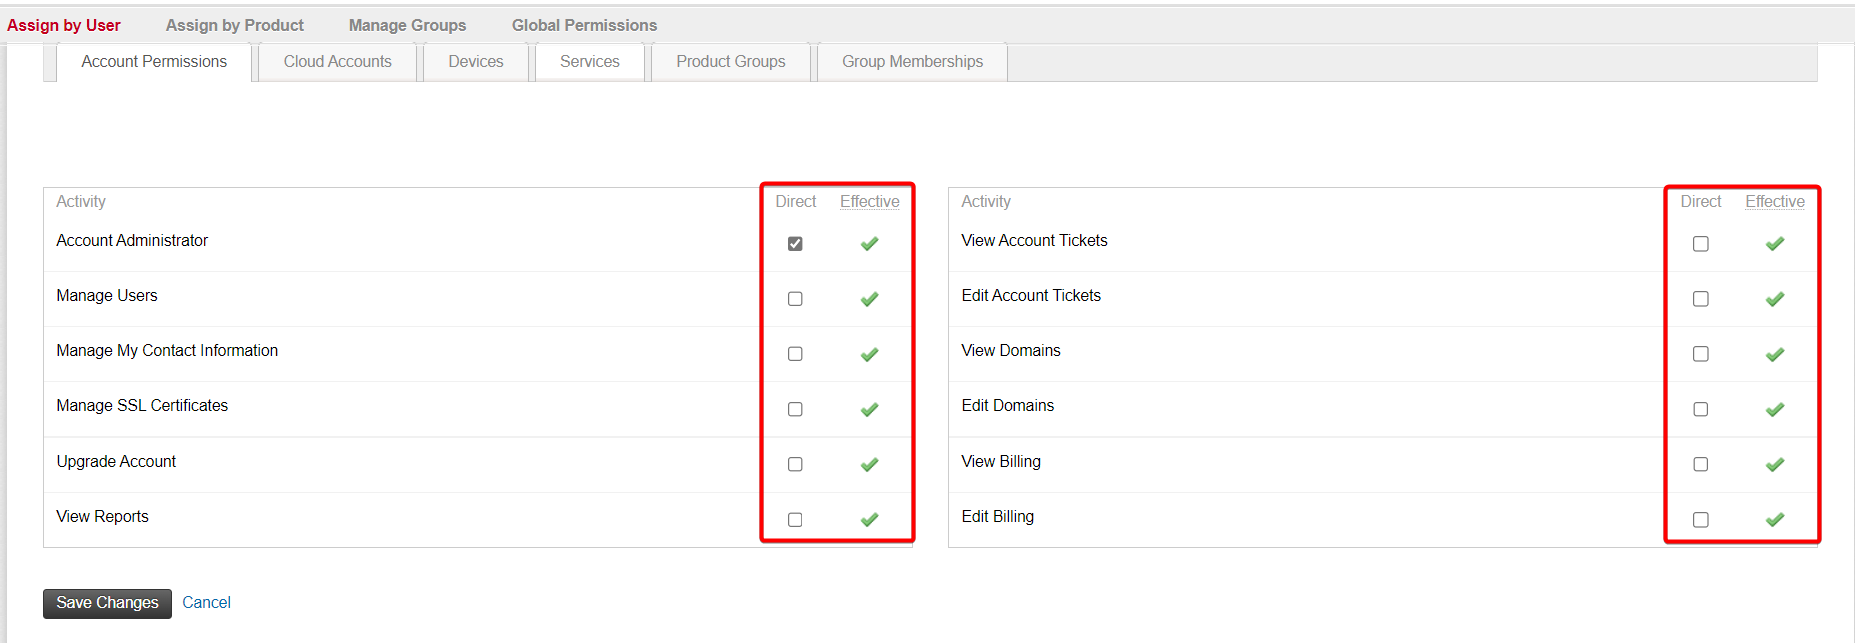 Assign by User Assign by Product Manage Groups Global Permissions
Account Permissions Cloud Accounts Devices Services Product Groups Group Memberships
Activity Direct Effective
Account Administrator
Manage Users
Manage My Contact Information
Manage SSL Certificates
Upgrade Account
View Reports
Activity Direct Effective
View Account Tickets
Edit Account Tickets
View Domains
Edit Domains
View Billing
Edit Billing
Save Changes Cancel